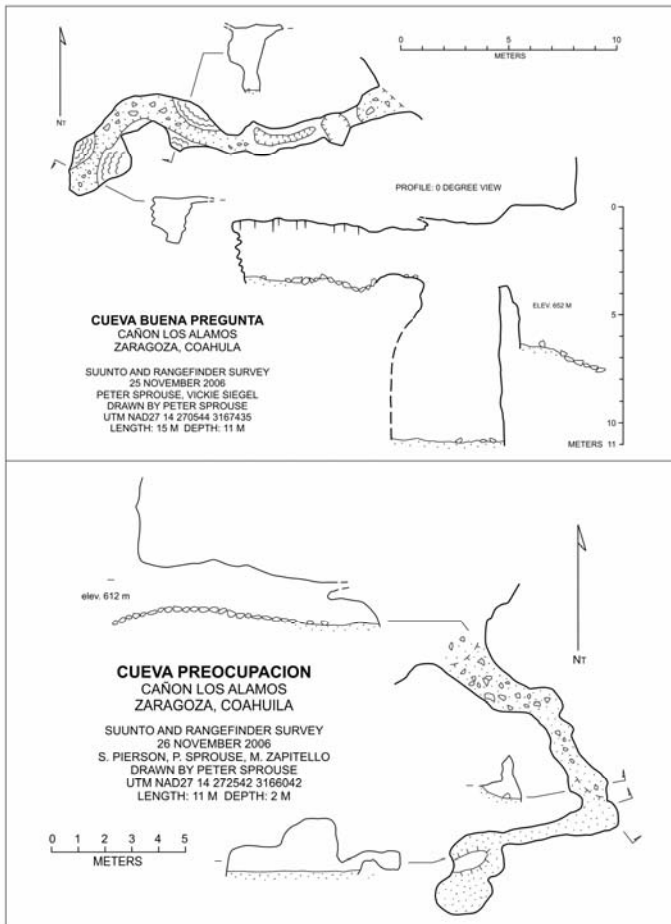 0 5 10
METERS
NT
PROFILE: 0 DEGREE VIEW
0
ELEV. 652 M
5
10
METERS 11
CUEVA BUENA PREGUNTA
CAÑON LOS ALAMOS
ZARAGOZA, COAHULA
SUUNTO AND RANGEFINDER SURVEY
25 NOVEMBER 2006
PETER SPROUSE, VICKIE SIEGEL
DRAWN BY PETER SPROUSE
UTM NAD27 14 270544 3167435
LENGTH: 15 M DEPTH: 11 M
elev. 612 m
NT
CUEVA PREOCUPACION
CAÑON LOS ALAMOS
ZARAGOZA, COAHUILA
SUUNTO AND RANGEFINDER SURVEY
26 NOVEMBER 2006
S. PIERSON, P. SPROUSE, M. ZAPITELLO
DRAWN BY PETER SPROUSE
UTM NAD27 14 272542 3166042
LENGTH: 11 M DEPTH: 2 M
0 1 2 3 4 5
METERS